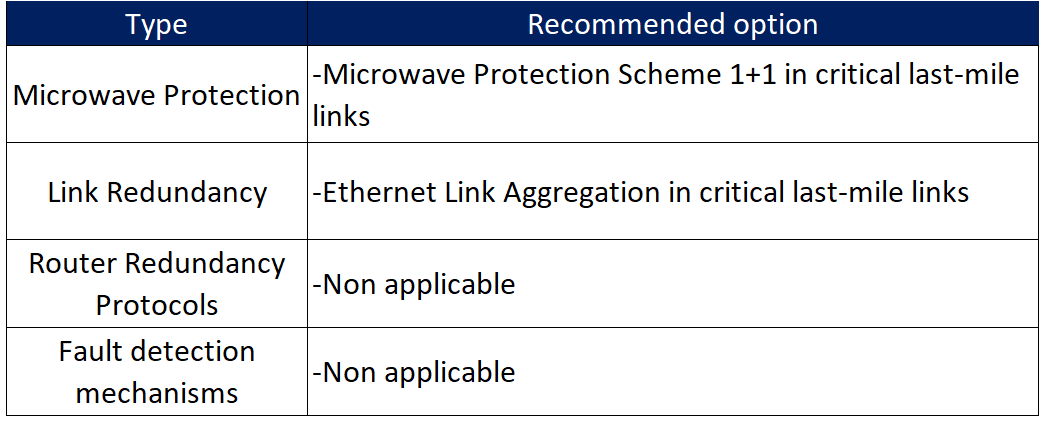 Type
Recommended option
Microwave Protection
-Microwave Protection Scheme 1+1 in critical last-mile
links
Link Redundancy
-Ethernet Link Aggregation in critical last-mile links
Router Redundancy
Protocols
-Non applicable
Fault detection
mechanisms
-Non applicable